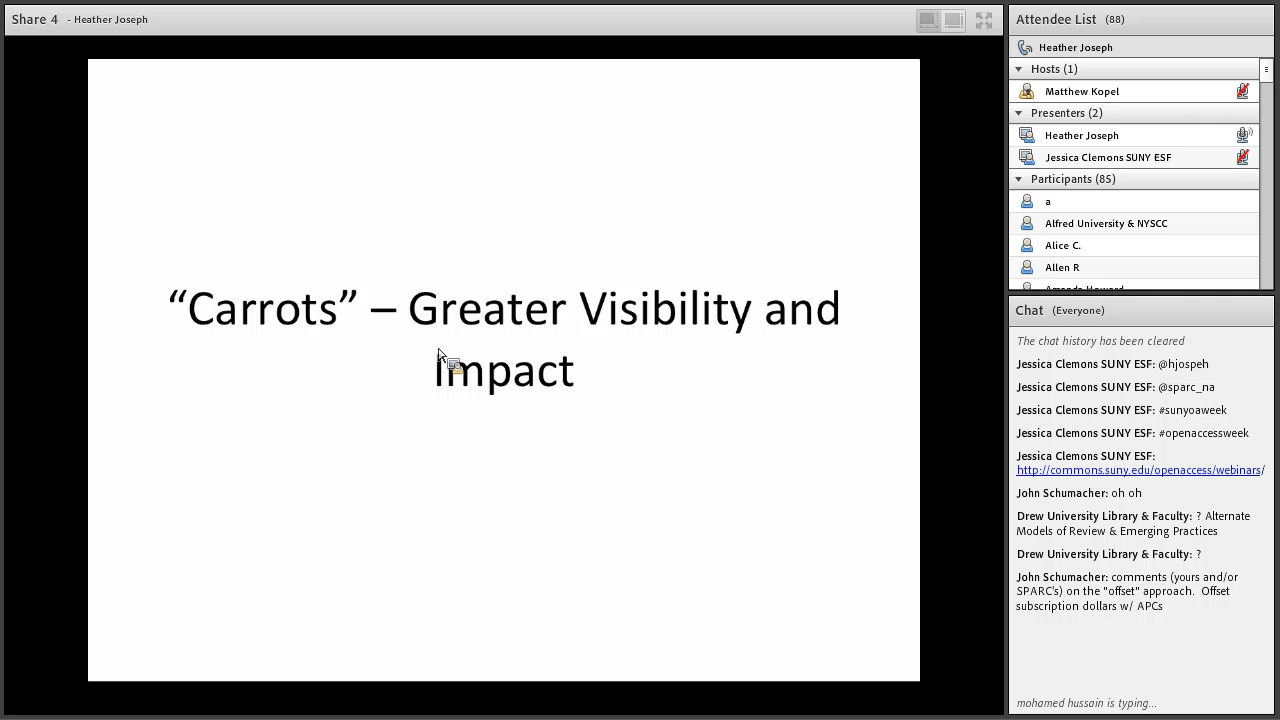 Share 4 - Heather Joseph
“Carrots” – Greater Visibility and
Impact
Attendee List (88)
Heather Joseph
Hosts (1)
Matthew Kopel
Presenters (2)
Heather Joseph
Jessica Clemons SUNY ESF
Participants (85)
a
Alfred University & NYSCC
Alice C.
Allen R
Chat (Everyone)
The chat history has been cleared
Jessica Clemons SUNY ESF: @hjospeh
Jessica Clemons SUNY ESF: @sparc_na
Jessica Clemons SUNY ESF: #sunyoaweek
Jessica Clemons SUNY ESF: #openaccessweek
Jessica Clemons SUNY ESF:
http://commons.suny.edu/openaccess/webinars/
John Schumacher: oh oh
Drew University Library & Faculty: ? Alternate
Models of Review & Emerging Practices
Drew University Library & Faculty: ?
John Schumacher: comments (yours and/or
SPARC's) on the "offset" approach. Offset
subscription dollars w/ APCs
mohamed hussain is typing...